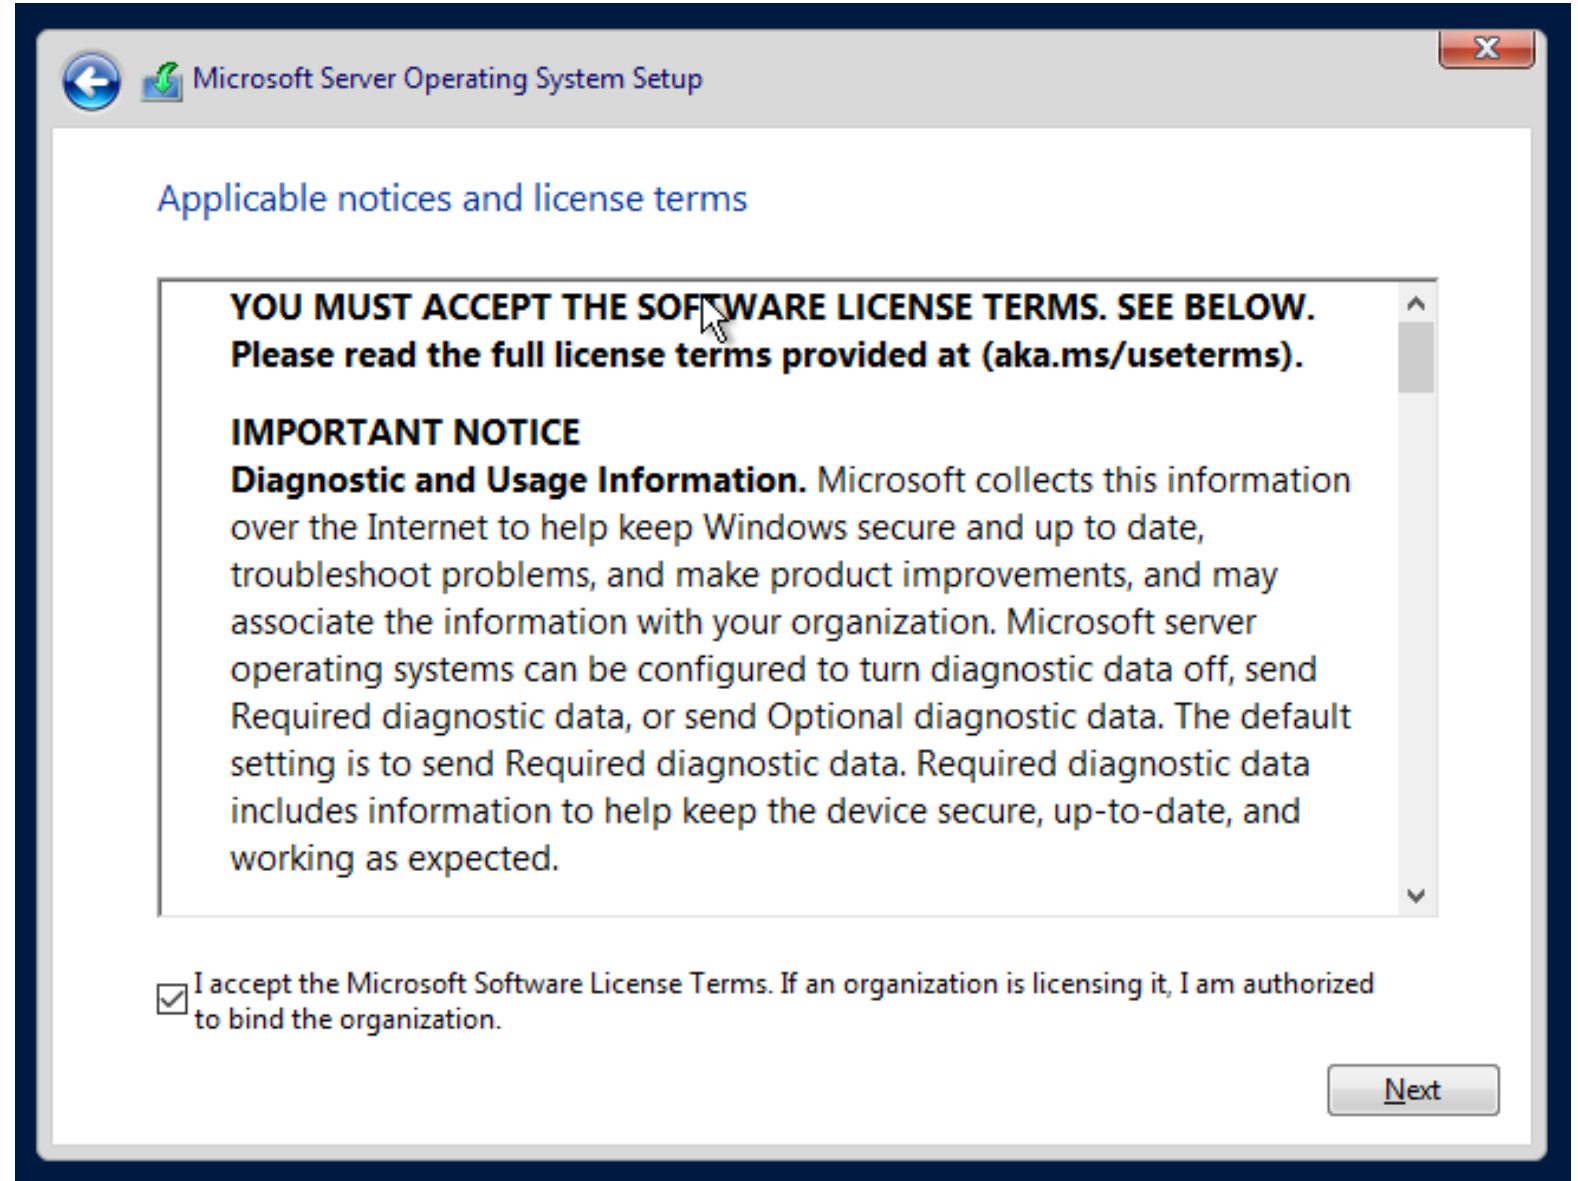 Microsoft Server Operating System Setup
Applicable notices and license terms
YOU MUST ACCEPT THE SOFTWARE LICENSE TERMS. SEE BELOW.
Please read the full license terms provided at (aka.ms/useterms).
IMPORTANT NOTICE
Diagnostic and Usage Information. Microsoft collects this information
over the Internet to help keep Windows secure and up to date,
troubleshoot problems, and make product improvements, and may
associate the information with your organization. Microsoft server
operating systems can be configured to turn diagnostic data off, send
Required diagnostic data, or send Optional diagnostic data. The default
setting is to send Required diagnostic data. Required diagnostic data
includes information to help keep the device secure, up-to-date, and
working as expected.
I accept the Microsoft Software License Terms. If an organization is licensing it, I am authorized
to bind the organization.
Next